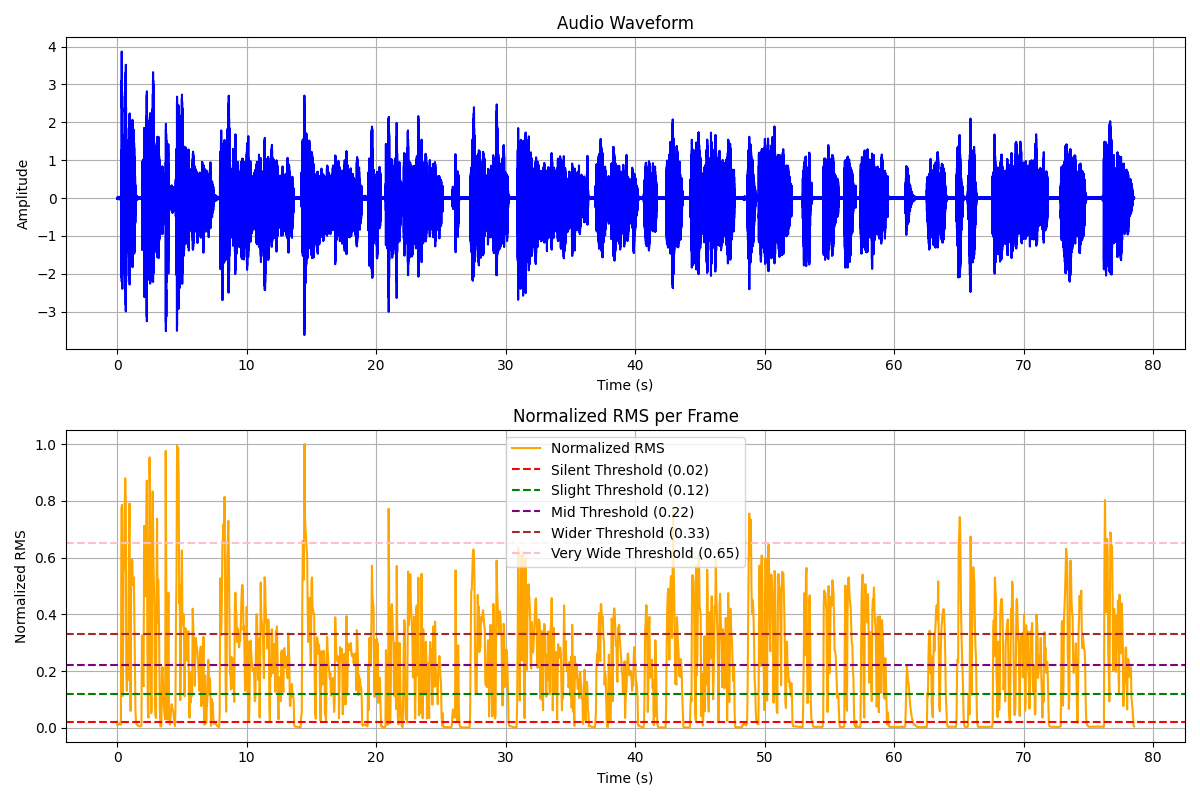 Audio Waveform
4
3
2
1
0
−1
−2
−3
Amplitude
0 10 20 30 40 50 60 70 80
Time (s)
Normalized RMS per Frame
1.0
0.8
0.6
0.4
0.2
0.0
Normalized RMS
Normalized RMS
Silent Threshold (0.02)
Slight Threshold (0.12)
Mid Threshold (0.22)
Wider Threshold (0.33)
Very Wide Threshold (0.65)
0 10 20 30 40 50 60 70 80
Time (s)